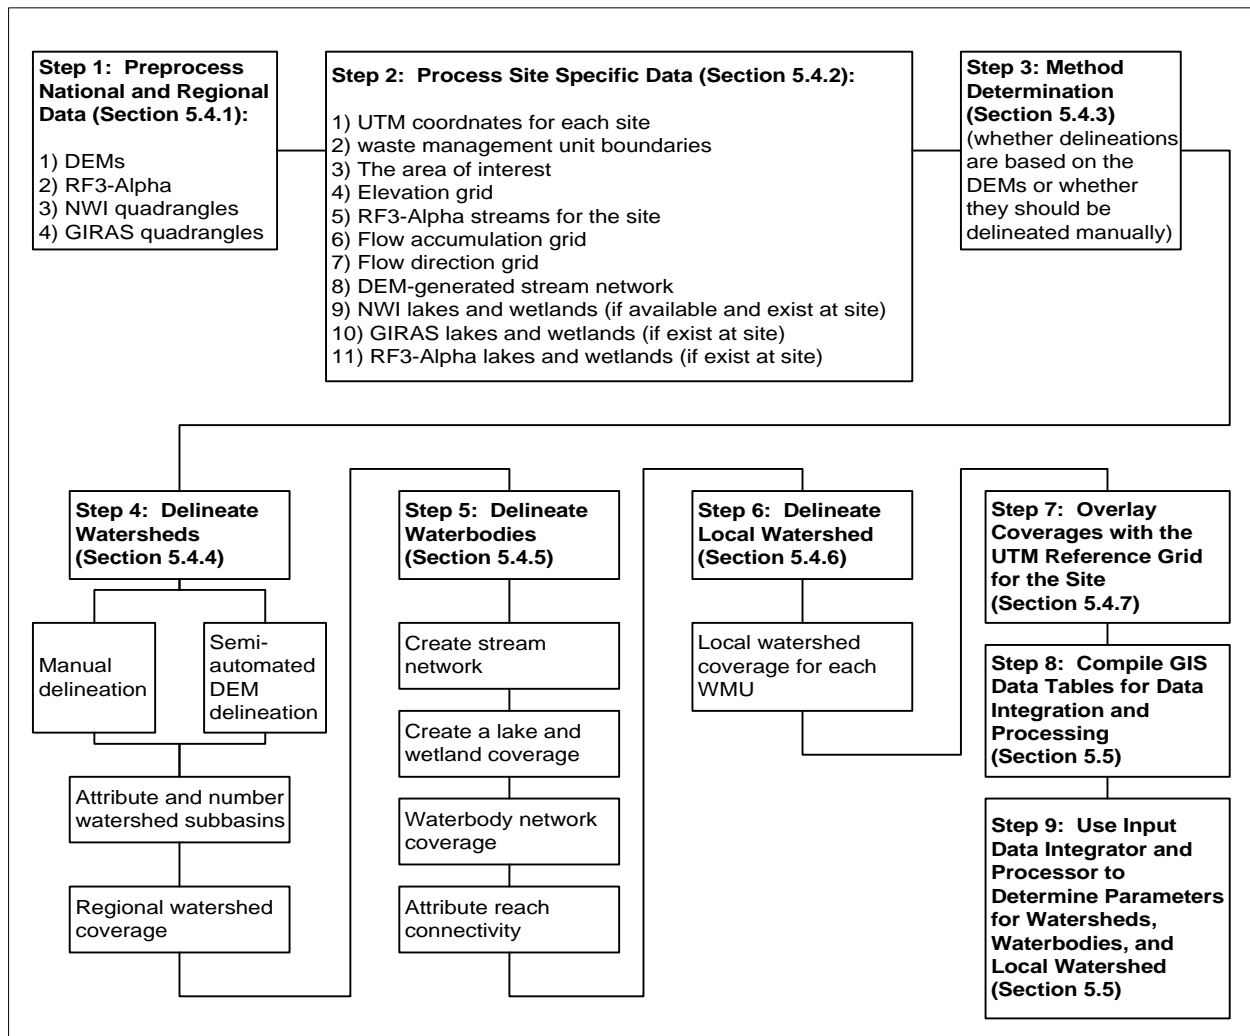 Step 1:  Preprocess
National and Regional
Data (Section 5.4.1):
1) DEMs
2) RF3-Alpha
3) NWI quadrangles
4) GIRAS quadrangles
Step 2:  Process Site Specific Data (Section 5.4.2):
1) UTM coordnates for each site
2) waste management unit boundaries
3) The area of interest
4) Elevation grid
5) RF3-Alpha streams for the site
6) Flow accumulation grid
7) Flow direction grid
8) DEM-generated stream network
9) NWI lakes and wetlands (if available and exist at site)
10) GIRAS lakes and wetlands (if exist at site)
11) RF3-Alpha lakes and wetlands (if exist at site)
Step 3: Method
Determination
(Section 5.4.3)
(whether delineations
are based on the
DEMs or whether
they should be
delineated manually)
Step 4:  Delineate
Watersheds
(Section 5.4.4)
Manual
delineation
Semi-
automated
DEM
delineation
Attribute and number
watershed subbasins
Regional watershed
coverage
Step 5:  Delineate
Waterbodies
(Section 5.4.5)
Create stream
network
Create a lake and
wetland coverage
Waterbody network
coverage
Attribute reach
connectivity
Step 6:  Delineate
Local Watershed
(Section 5.4.6)
Local watershed
coverage for each
WMU
Step 7:  Overlay
Coverages with the
UTM Reference Grid
for the Site
(Section 5.4.7)
Step 8:  Compile GIS
Data Tables for Data
Integration and
Processing
(Section 5.5)
Step 9:  Use Input
Data Integrator and
Processor to
Determine Parameters
for Watersheds,
Waterbodies, and
Local Watershed
(Section 5.5)